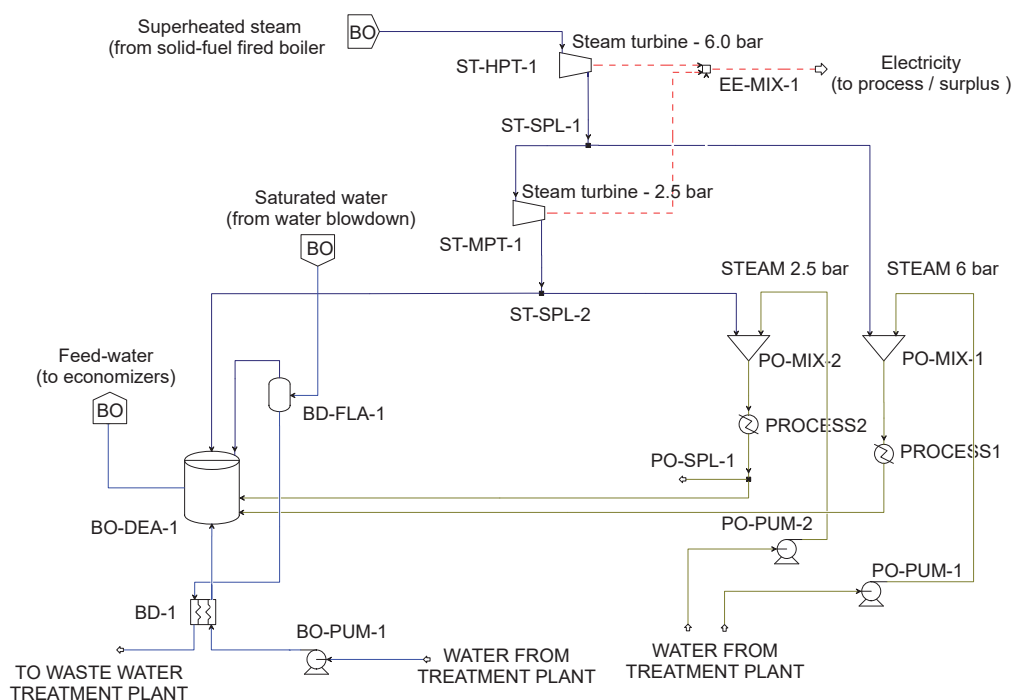 Superheated steam
(from solid-fuel fired boiler
BO
Steam turbine - 6.0 bar
ST-HPT-1
EE-MIX-1
Electricity
(to process / surplus )
ST-SPL-1
Saturated water
(from water blowdown)
BO
Steam turbine - 2.5 bar
ST-MPT-1
ST-SPL-2
STEAM 2.5 bar
STEAM 6 bar
Feed-water
(to economizers)
BO
BD-FLA-1
PO-MIX-2
PO-MIX-1
PROCESS2
PROCESS1
PO-SPL-1
BO-DEA-1
PO-PUM-2
PO-PUM-1
BD-1
BO-PUM-1
WATER FROM
TREATMENT PLANT
WATER FROM
TREATMENT PLANT
TO WASTE WATER
TREATMENT PLANT